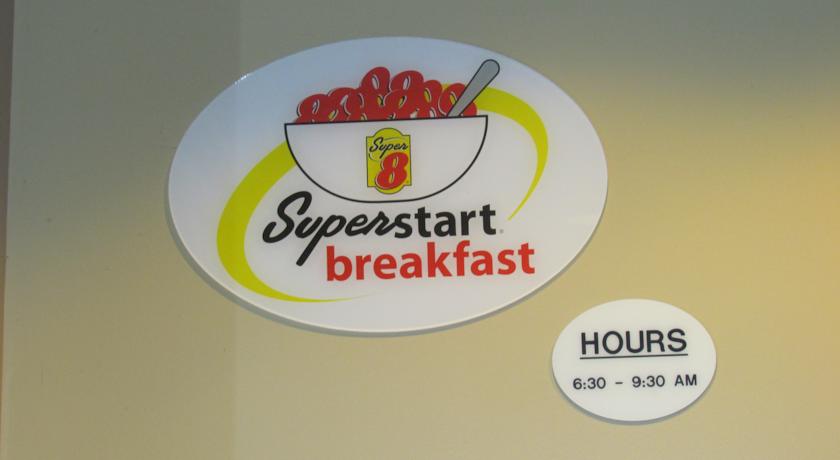 Super
8
Superstart®
breakfast
HOURS
6:30 - 9:30 AM